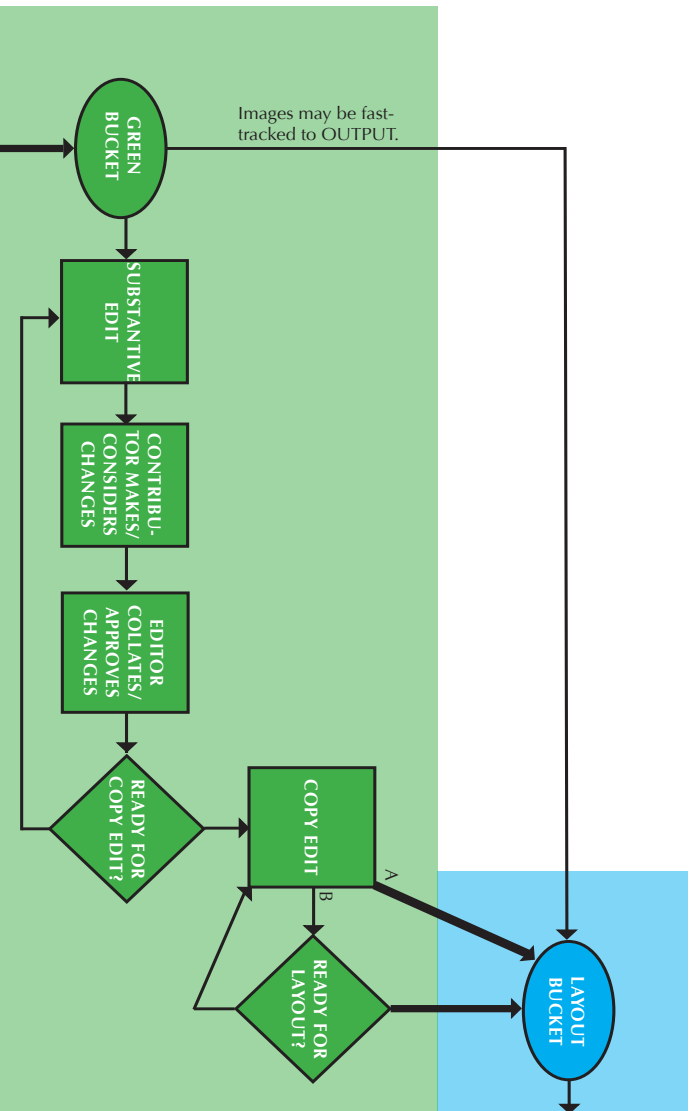 Images may be fast-
tracked to OUTPUT.
GREEN
BUCKET
SUBSTANTIVE
EDIT
CONTRIBU-
TOR MAKES/
CONSIDERS
CHANGES
EDITOR
COLLATES/
APPROVES
CHANGES
READY FOR
COPY EDIT?
COPY EDIT
A
B
READY FOR
LAYOUT?
LAYOUT
BUCKET